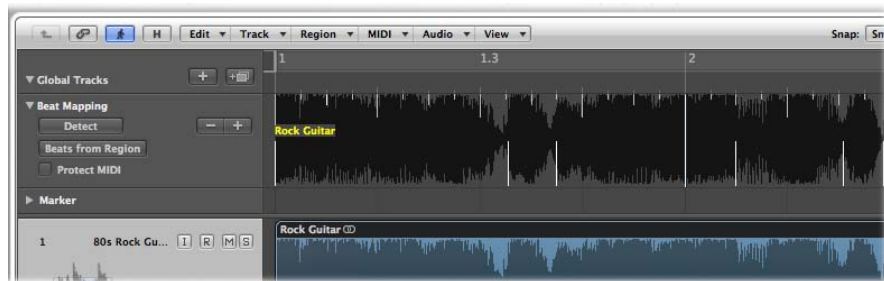 H Edit Track Region MIDI Audio View Snap: Sn
1 1.3 2
Global Tracks
Beat Mapping
Detect
Rock Guitar
Beats from Region
Protect MIDI
Marker
Rock Guitar
1 80s Rock Gu... I R M S